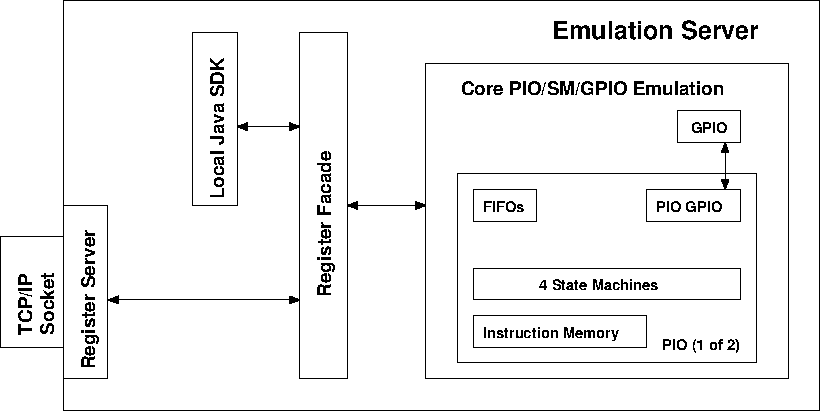 Emulation Server
Core PIO/SM/GPIO Emulation
GPIO
FIFOs
PIO GPIO
4 State Machines
Instruction Memory
PIO (1 of 2)
Local Java SDK
Register Facade
Register Server
TCP/IP
Socket